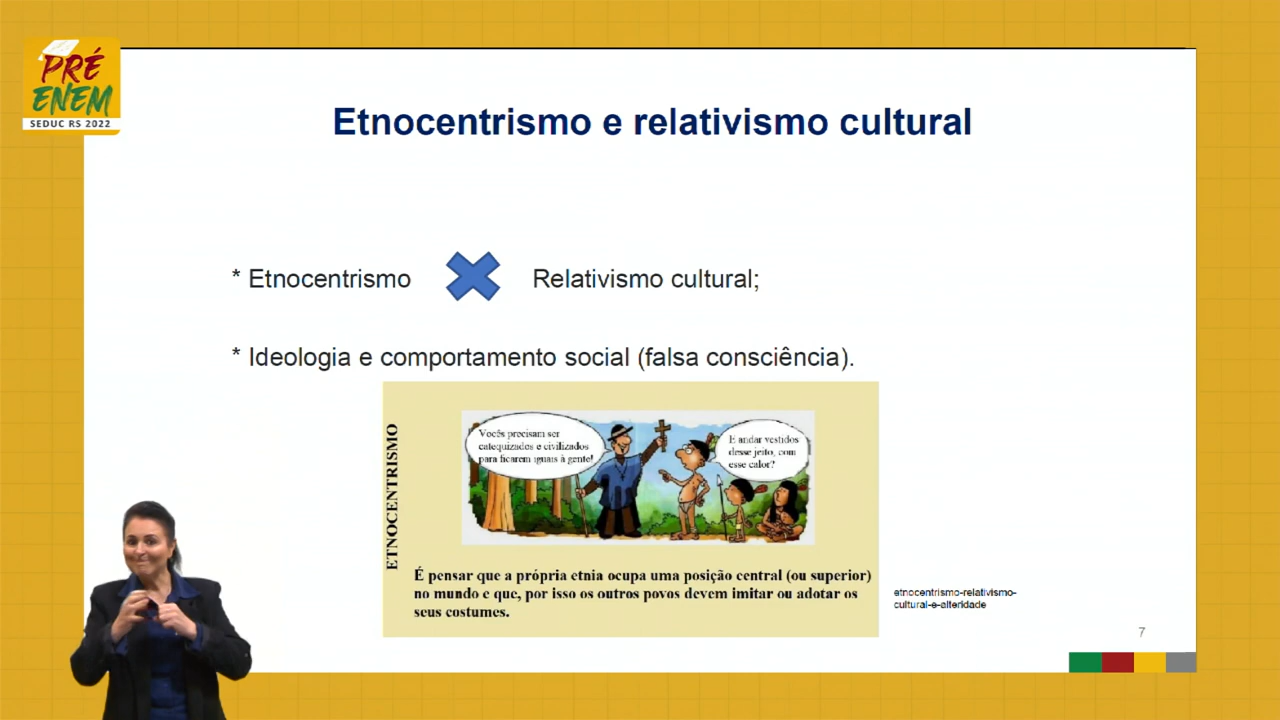 PRÉ
ENEM
SEDUC RS 2022
Etnocentrismo e relativismo cultural
* Etnocentrismo
Relativismo cultural;
* Ideologia e comportamento social (falsa consciência).
ETNOCENTRISMO
Vocês precisam ser
catequizados e civilizados
para ficarem iguais à gente!
E andar vestidos
desse jeito, com
esse calor?
É pensar que a própria etnia ocupa uma posição central (ou superior)
no mundo e que, por isso os outros povos devem imitar ou adotar os
seus costumes.
etnocentrismo-relativismo-
cultural-e-alteridade
7